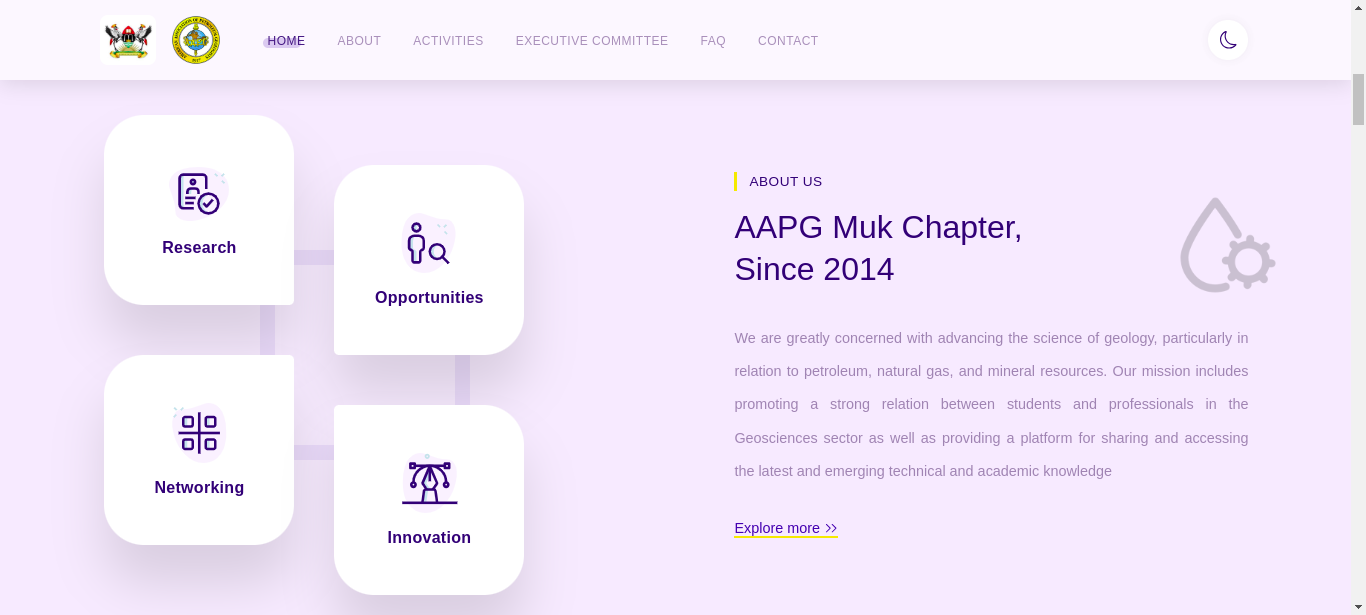 HOME ABOUT ACTIVITIES EXECUTIVE COMMITTEE FAQ CONTACT
Research
Opportunities
Networking
Innovation
ABOUT US
AAPG Muk Chapter,
Since 2014
We are greatly concerned with advancing the science of geology, particularly in
relation to petroleum, natural gas, and mineral resources. Our mission includes
promoting a strong relation between students and professionals in the
Geosciences sector as well as providing a platform for sharing and accessing
the latest and emerging technical and academic knowledge
Explore more